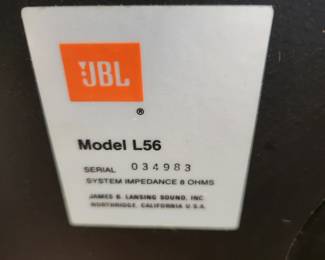 JBL
®
Model L56
SERIAL 034983
SYSTEM IMPEDANCE 8 OHMS
JAMES B. LANSING SOUND, INC.
NORTHRIDGE, CALIFORNIA U.S.A.